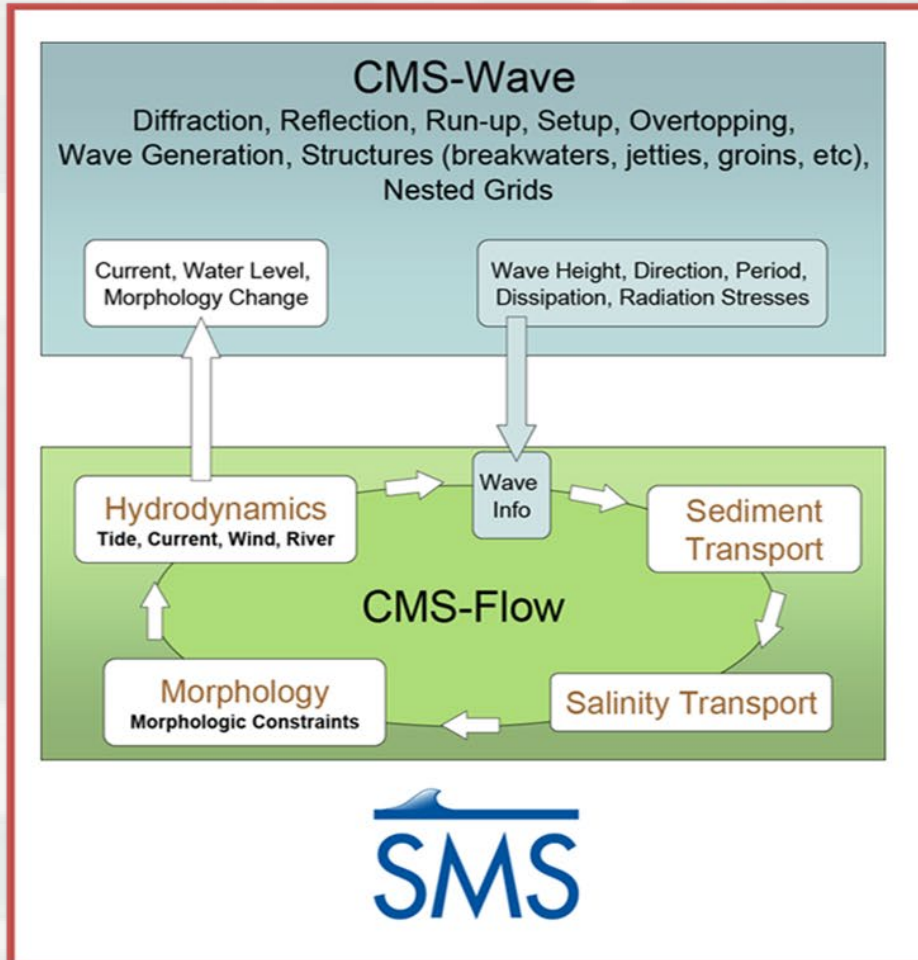 CMS-Wave
Diffraction, Reflection, Run-up, Setup, Overtopping,
Wave Generation, Structures (breakwaters, jetties, groins, etc),
Nested Grids
Current, Water Level,
Morphology Change
Wave Height, Direction, Period,
Dissipation, Radiation Stresses
Wave
Info
Hydrodynamics
Tide, Current, Wind, River
Sediment
Transport
CMS-Flow
Morphology
Morphologic Constraints
Salinity Transport
SMS